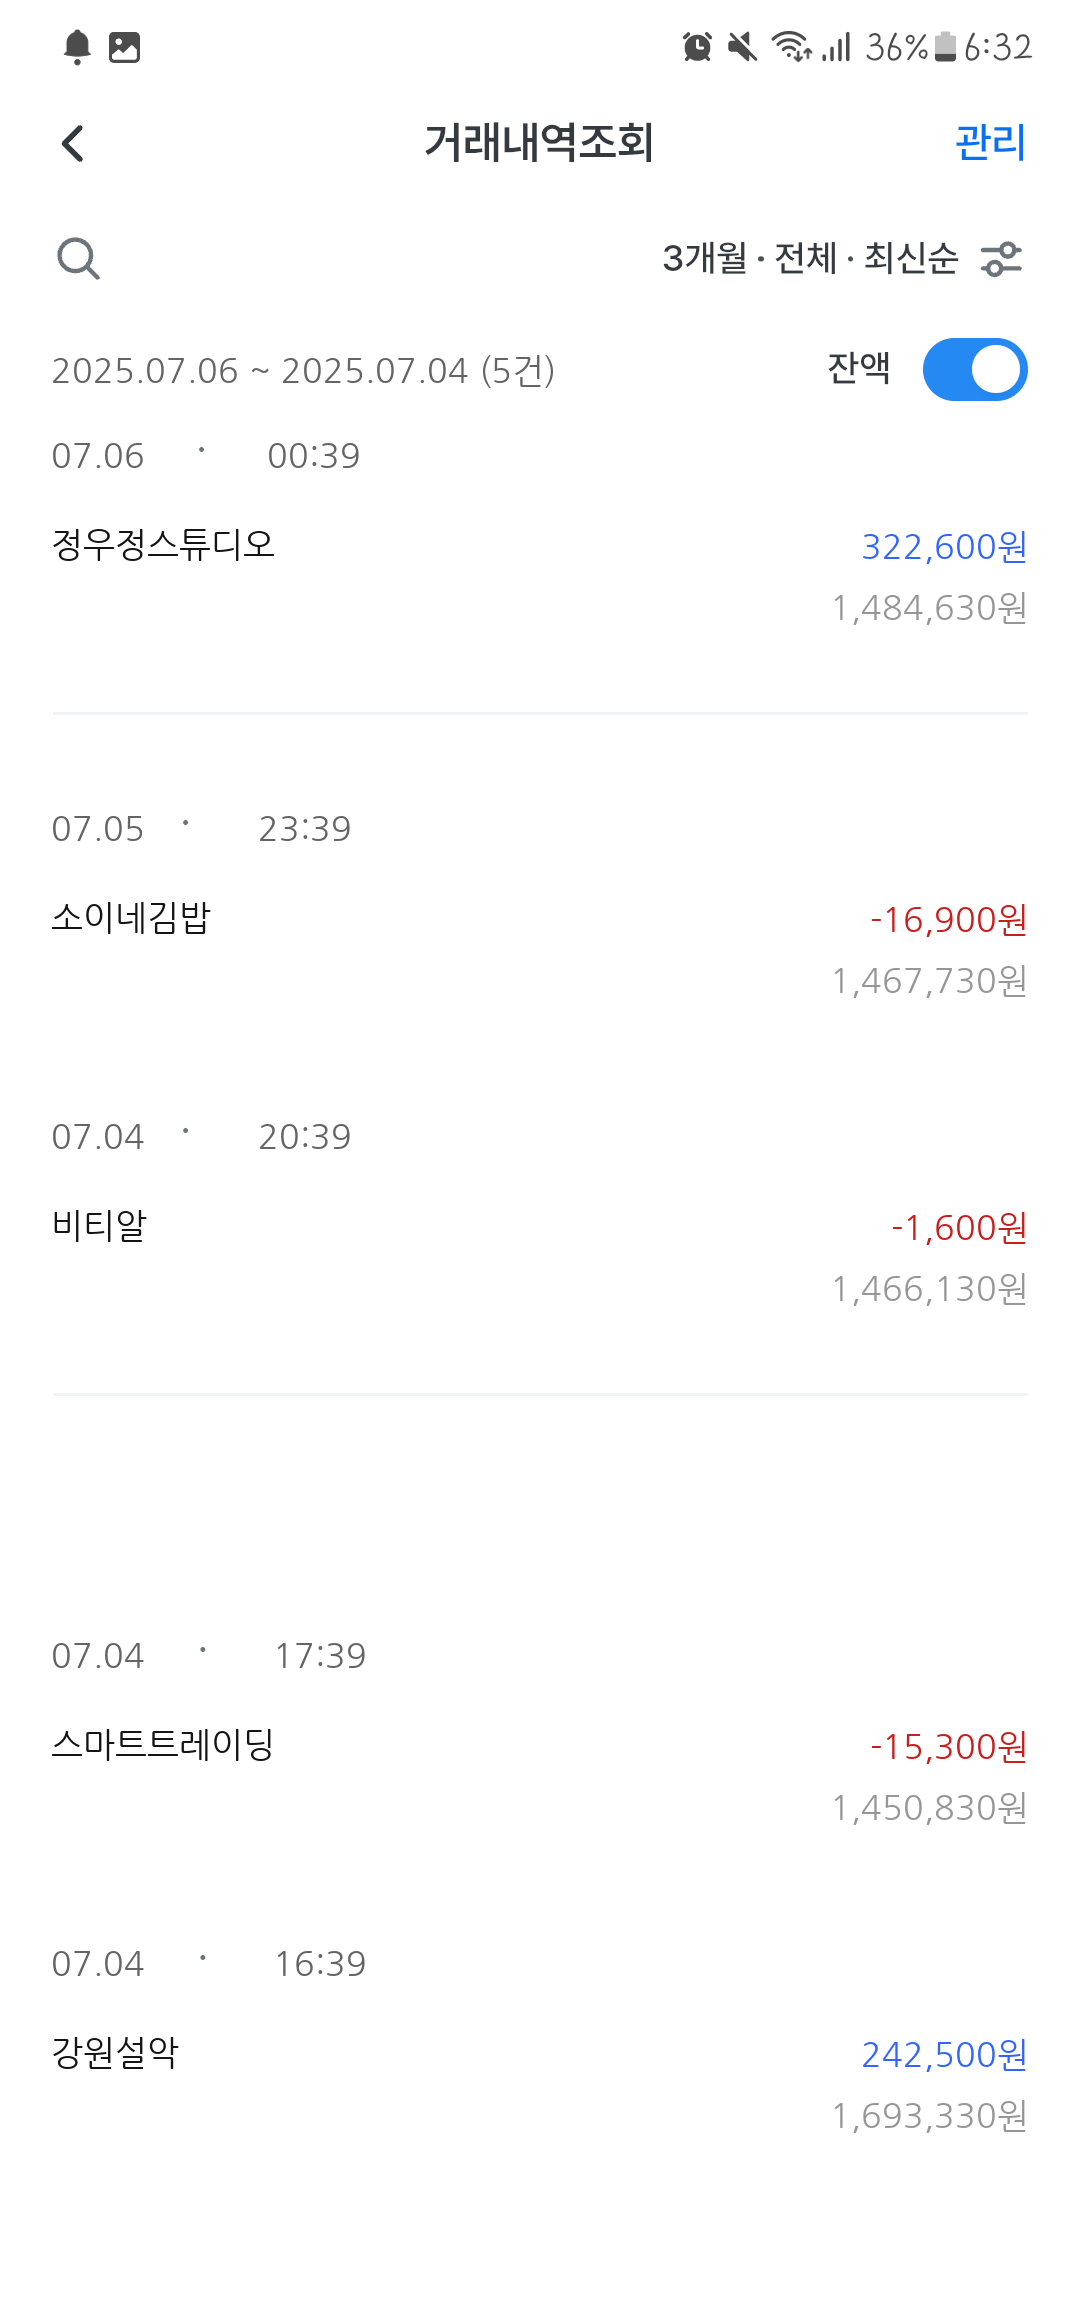 36% 6:32
거래내역조회 관리
3개월 · 전체 · 최신순
2025.07.06 ~ 2025.07.04 (5건) 잔액
07.06 · 00:39
정우정스튜디오 322,600원
1,484,630원
07.05 · 23:39
소이네김밥 -16,900원
1,467,730원
07.04 · 20:39
비티알 -1,600원
1,466,130원
07.04 · 17:39
스마트트레이딩 -15,300원
1,450,830원
07.04 · 16:39
강원설악 242,500원
1,693,330원